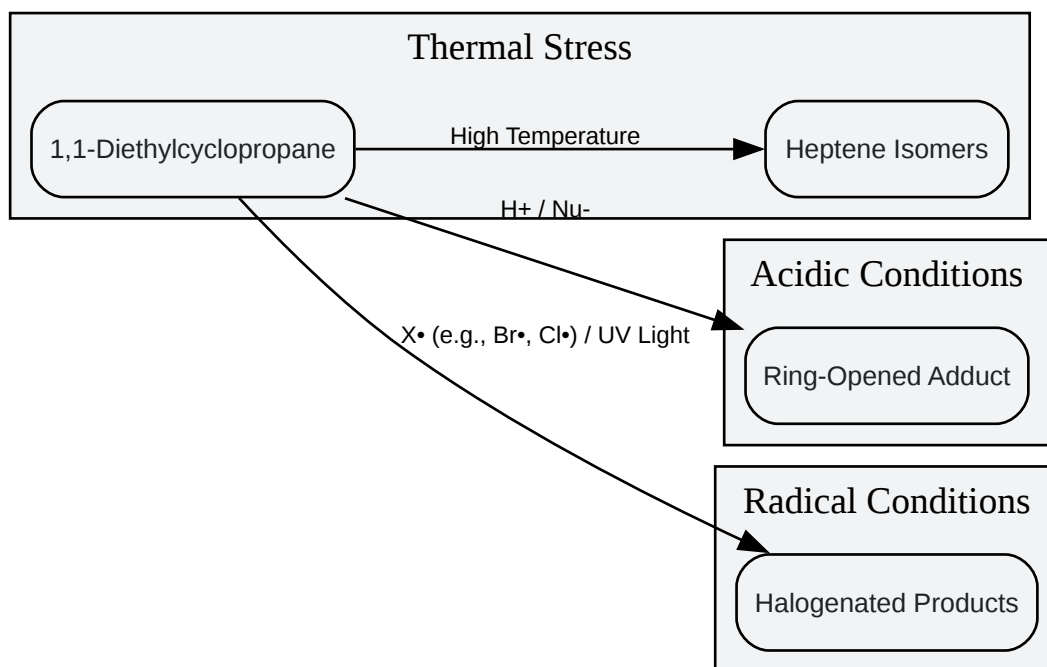 Thermal Stress
1,1-Diethylcyclopropane
High Temperature
Heptene Isomers
H+ / Nu-
Acidic Conditions
X• (e.g., Br•, Cl•) / UV Light
Ring-Opened Adduct
Radical Conditions
Halogenated Products